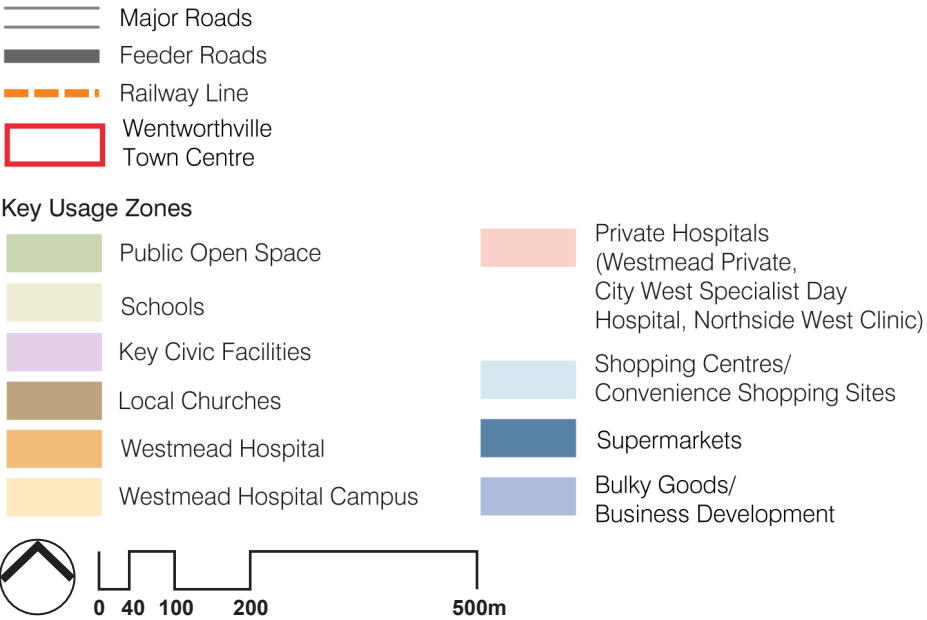 Major Roads
Feeder Roads
Railway Line
Wentworthville
Town Centre
Key Usage Zones
Public Open Space
Schools
Key Civic Facilities
Local Churches
Westmead Hospital
Westmead Hospital Campus
Private Hospitals
(Westmead Private,
City West Specialist Day
Hospital, Northside West Clinic)
Shopping Centres/
Convenience Shopping Sites
Supermarkets
Bulky Goods/
Business Development
0 40 100 200 500m